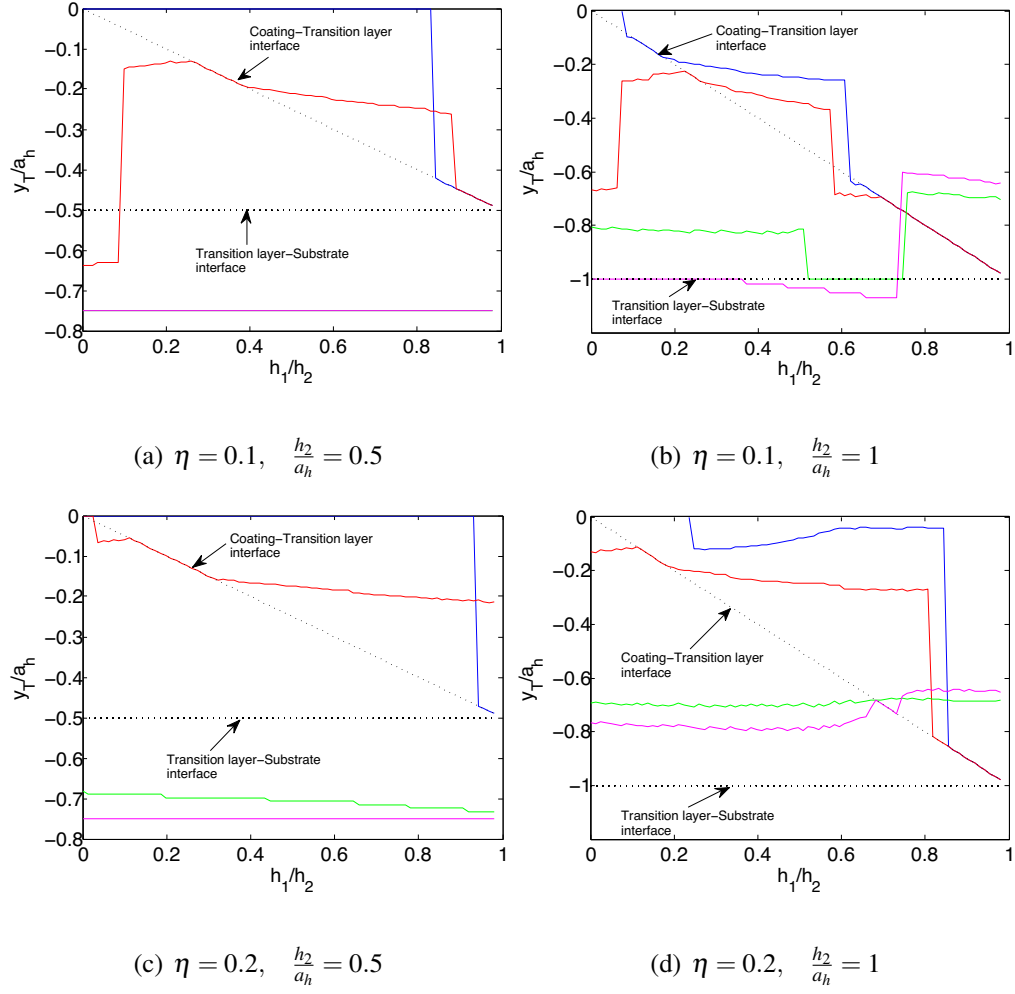 0
−0.1
−0.2
−0.3
−0.4
−0.5
−0.6
−0.7
−0.8
y_T/a_h
Coating−Transition layer
interface
Transition layer−Substrate
interface
0 0.2 0.4 0.6 0.8 1
h_1/h_2
(a) η = 0.1, h_2/a_h = 0.5
0
−0.2
−0.4
−0.6
−0.8
−1
y_T/a_h
Coating−Transition layer
interface
Transition layer−Substrate
interface
0 0.2 0.4 0.6 0.8 1
h_1/h_2
(b) η = 0.1, h_2/a_h = 1
0
−0.1
−0.2
−0.3
−0.4
−0.5
−0.6
−0.7
−0.8
y_T/a_h
Coating−Transition layer
interface
Transition layer−Substrate
interface
0 0.2 0.4 0.6 0.8 1
h_1/h_2
(c) η = 0.2, h_2/a_h = 0.5
0
−0.2
−0.4
−0.6
−0.8
−1
y_T/a_h
Coating−Transition layer
interface
Transition layer−Substrate
interface
0 0.2 0.4 0.6 0.8 1
h_1/h_2
(d) η = 0.2, h_2/a_h = 1